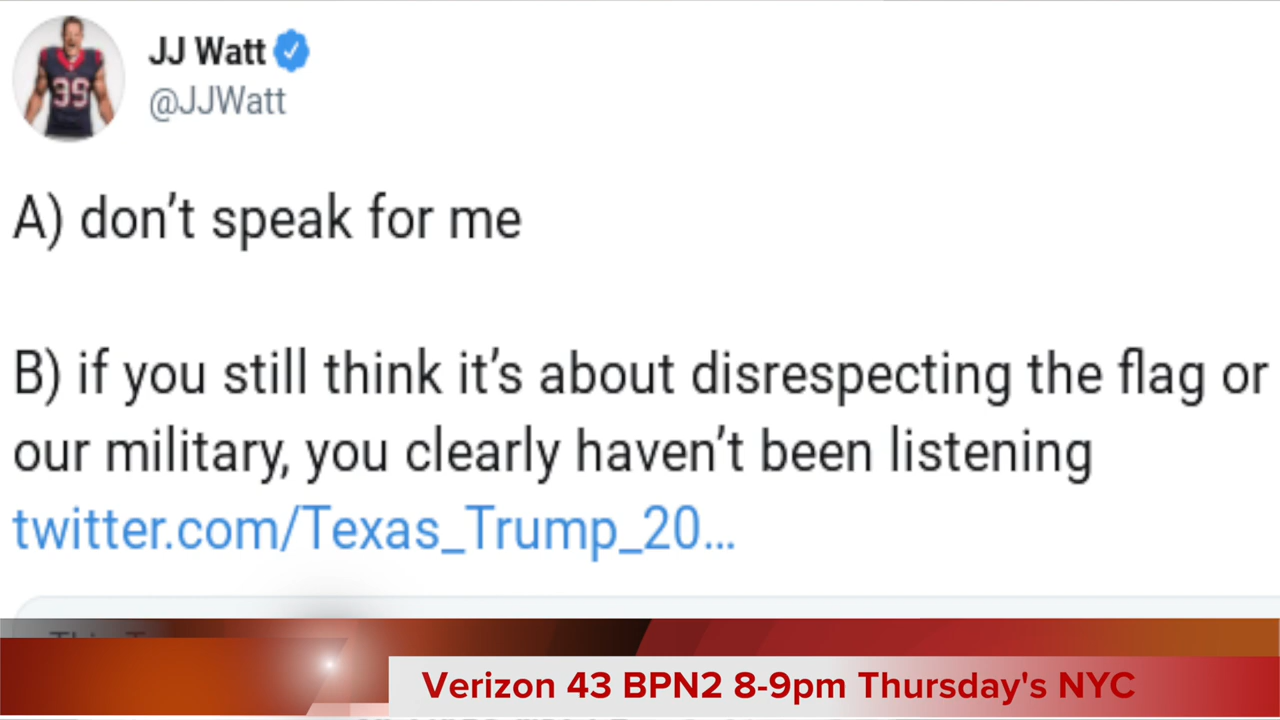 JJ Watt
@JJWatt
A) don’t speak for me
B) if you still think it’s about disrespecting the flag or
our military, you clearly haven’t been listening
twitter.com/Texas_Trump_20…
Verizon 43 BPN2 8-9pm Thursday's NYC